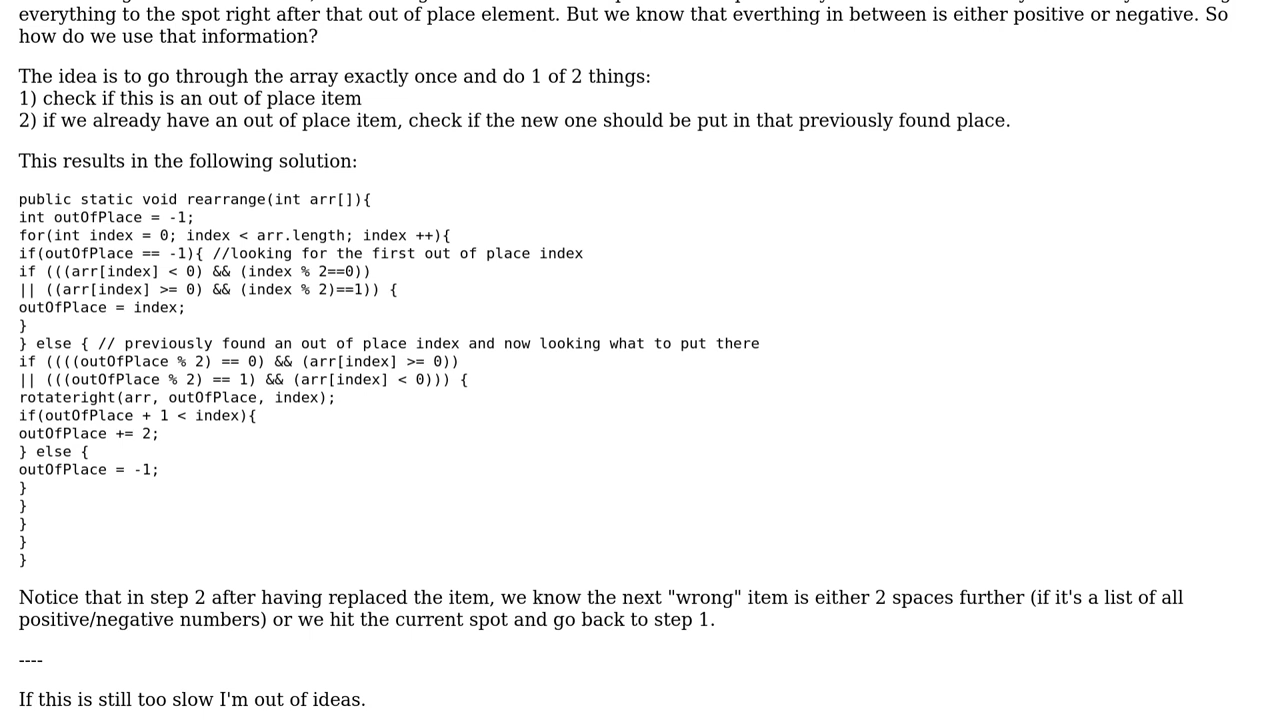 everything to the spot right after that out of place element. But we know that everthing in between is either positive or negative. So
how do we use that information?
The idea is to go through the array exactly once and do 1 of 2 things:
1) check if this is an out of place item
2) if we already have an out of place item, check if the new one should be put in that previously found place.
This results in the following solution:
public static void rearrange(int arr[]){
int outOfPlace = -1;
for(int index = 0; index < arr.length; index ++){
if(outOfPlace == -1){ //looking for the first out of place index
if (((arr[index] < 0) && (index % 2==0))
|| ((arr[index] >= 0) && (index % 2)==1)) {
outOfPlace = index;
}
} else { // previously found an out of place index and now looking what to put there
if ((((outOfPlace % 2) == 0) && (arr[index] >= 0))
|| (((outOfPlace % 2) == 1) && (arr[index] < 0))) {
rotateright(arr, outOfPlace, index);
if(outOfPlace + 1 < index){
outOfPlace += 2;
} else {
outOfPlace = -1;
}
}
}
}
}
Notice that in step 2 after having replaced the item, we know the next "wrong" item is either 2 spaces further (if it's a list of all
positive/negative numbers) or we hit the current spot and go back to step 1.
----
If this is still too slow I'm out of ideas.